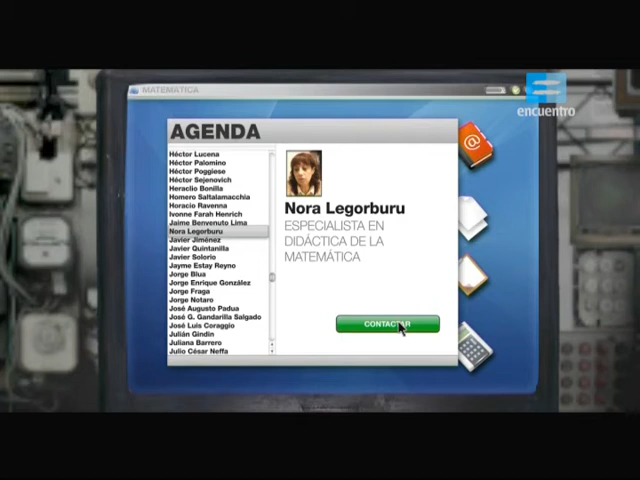 MATEMÁTICA
encuentro
AGENDA
Héctor Lucena
Héctor Palomino
Héctor Poggiese
Héctor Sejenovich
Heraclio Bonilla
Homero Saltalamacchia
Horacio Ravenna
Ivonne Farah Henrich
Jaime Benvenuto Lima
Nora Legorburu
Javier Jiménez
Javier Quintanilla
Javier Solorio
Jayme Estay Reyno
Jorge Blua
Jorge Enrique González
Jorge Fraga
Jorge Notaro
José Augusto Padua
José G. Gandarilla Salgado
José Luis Coraggio
Julián Gindin
Juliana Barrero
Julio César Neffa
Nora Legorburu
ESPECIALISTA EN
DIDÁCTICA DE LA
MATEMÁTICA
CONTACTAR
@